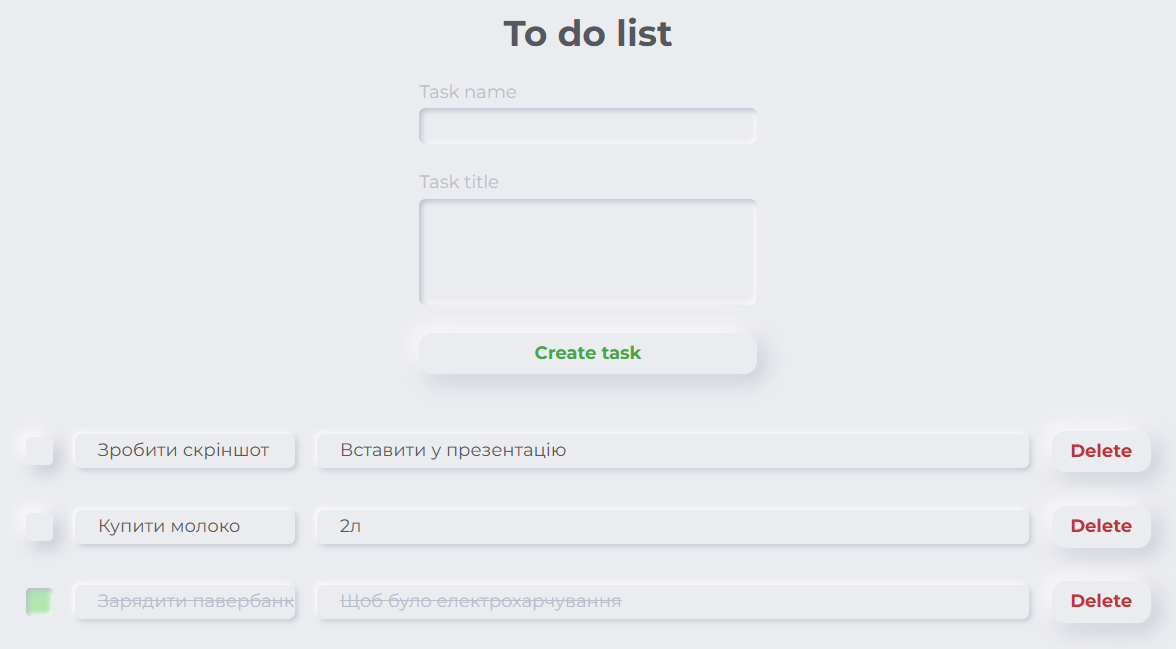 To do list
Task name
Task title
Create task
Зробити скріншот Вставити у презентацію Delete
Купити молоко 2л Delete
Зарядити павербанк Щоб було електрохарчування Delete